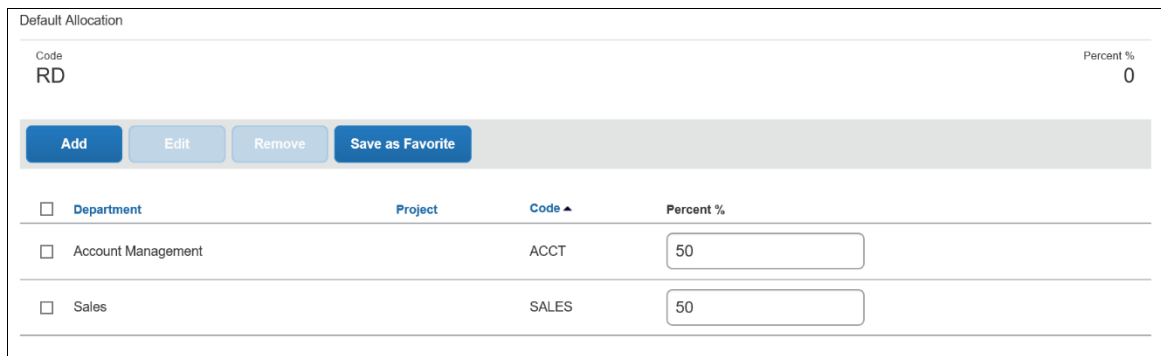 Default Allocation
Code Percent %
RD 0
Add Edit Remove Save as Favorite
Department Project Code Percent %
Account Management ACCT 50
Sales SALES 50